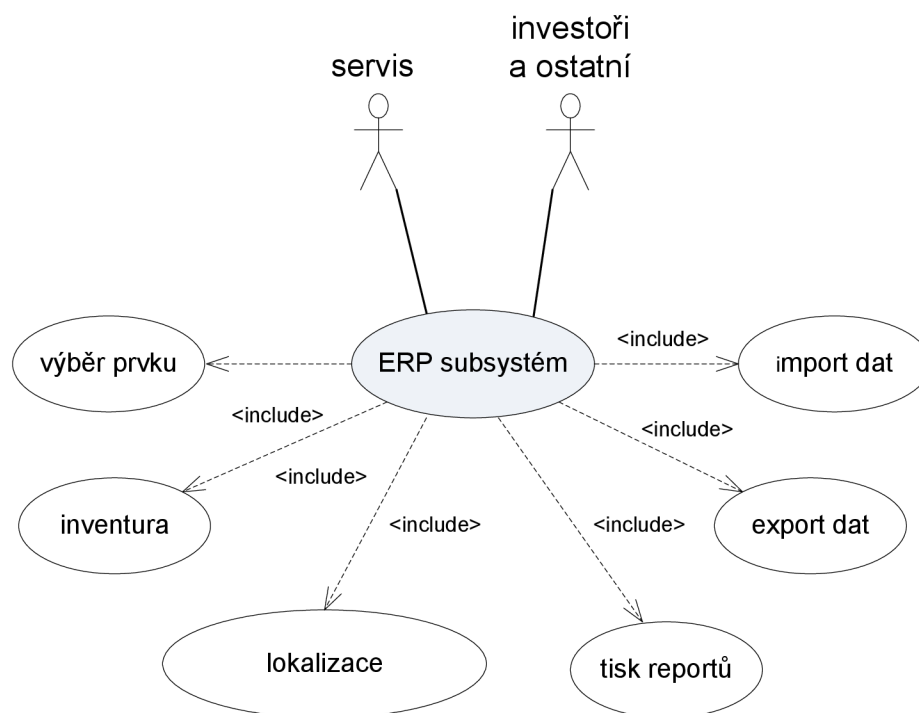 servis
investoři
a ostatní
výběr prvku
ERP subsystém
<include>
import dat
<include>
<include>
<include>
inventura
<include>
<include>
export dat
lokalizace
tisk reportů